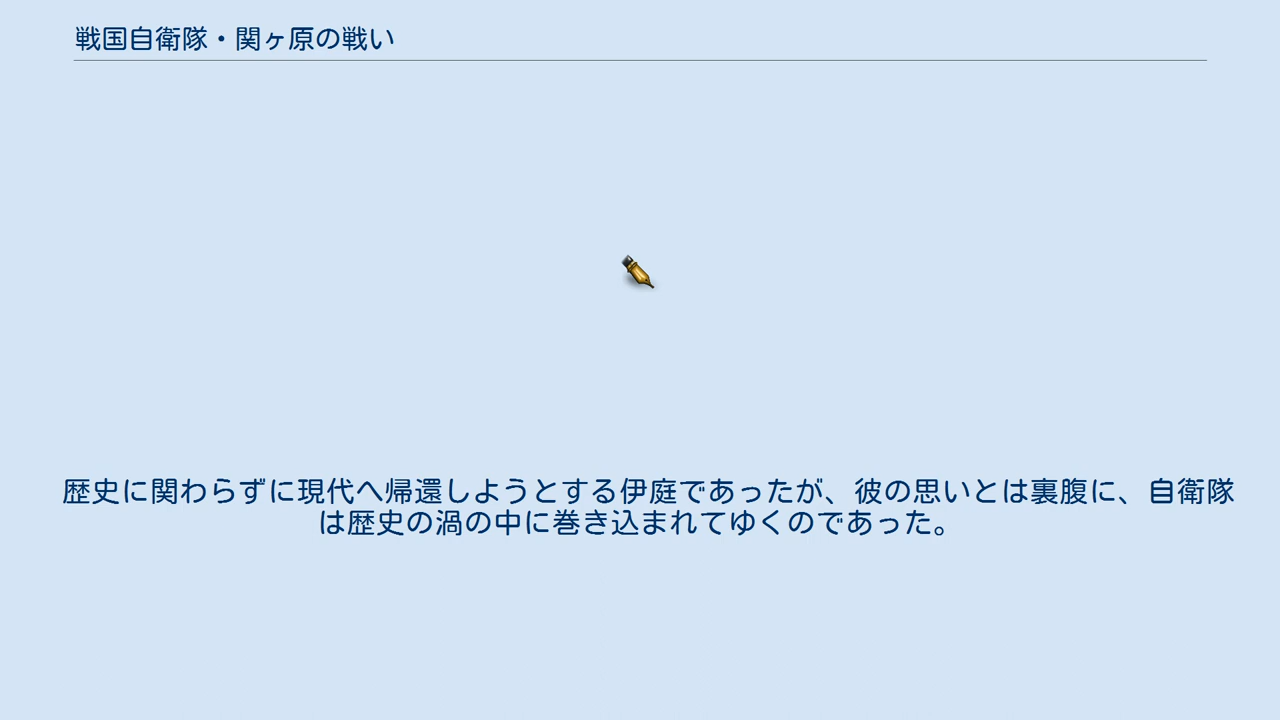 戦国自衛隊・関ヶ原の戦い
歴史に関わらずに現代へ帰還しようとする伊庭であったが、彼の思いとは裏腹に、自衛隊
は歴史の渦の中に巻き込まれてゆくのであった。